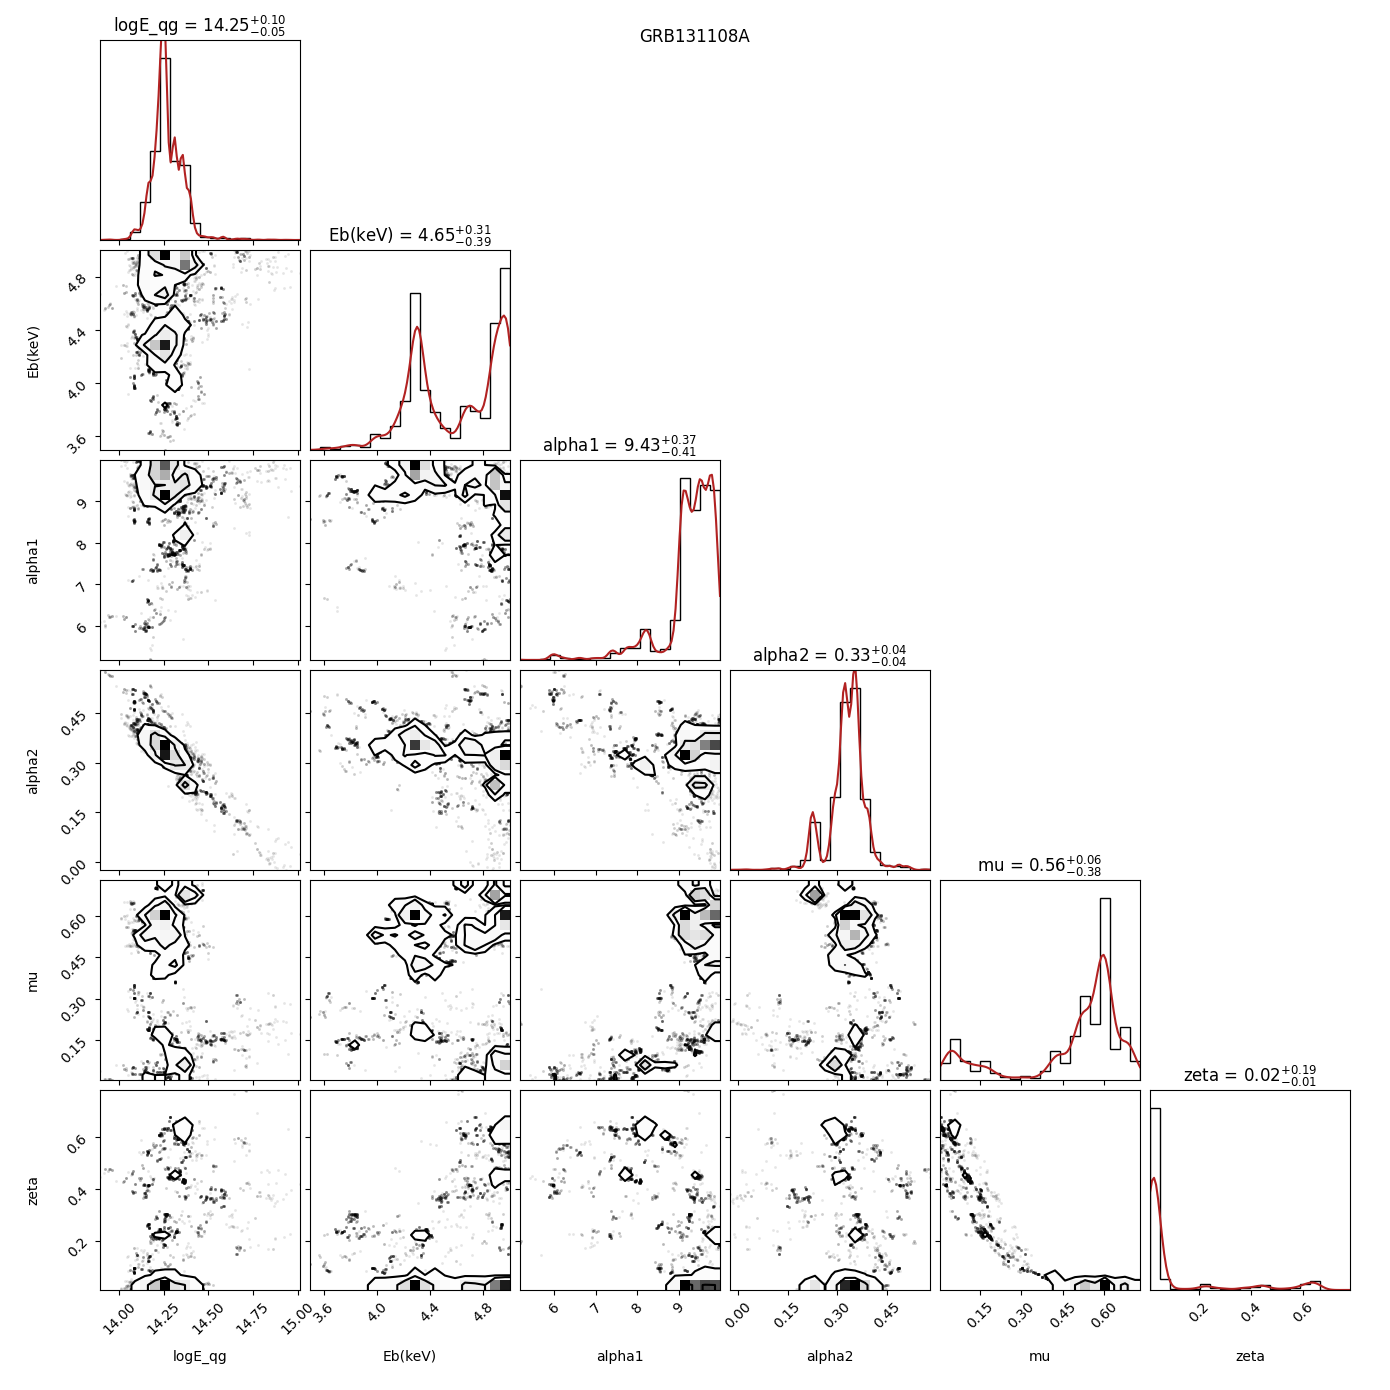 GRB131108A
logE_qg = 14.25^{+0.10}_{-0.05}
Eb(keV) = 4.65^{+0.31}_{-0.39}
4.8
4.4
4.0
3.6
Eb(keV)
alpha1 = 9.43^{+0.37}_{-0.41}
9
8
7
6
alpha1
alpha2 = 0.33^{+0.04}_{-0.04}
0.45
0.30
0.15
0.00
alpha2
mu = 0.56^{+0.06}_{-0.38}
0.60
0.45
0.30
0.15
mu
zeta = 0.02^{+0.19}_{-0.01}
0.6
0.4
0.2
zeta
14.00 14.25 14.50 14.75 15.00 3.6 4.0 4.4 4.8 6 7 8 9 0.00 0.15 0.30 0.45 0.15 0.30 0.45 0.60 0.2 0.4 0.6
logE_qg Eb(keV) alpha1 alpha2 mu zeta